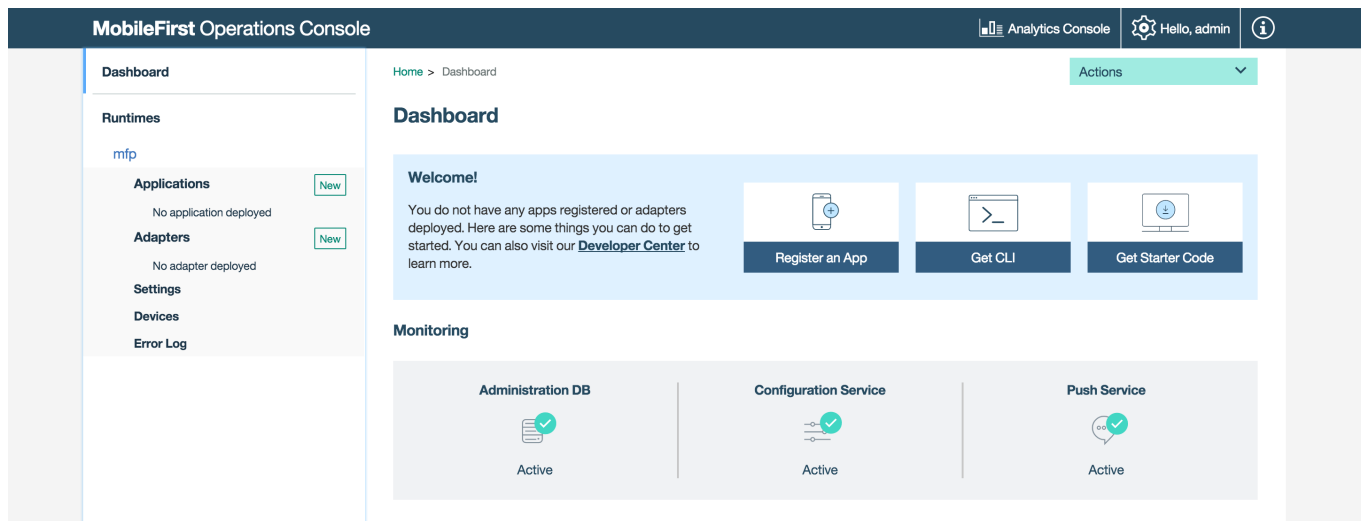 MobileFirst Operations Console
Analytics Console
Hello, admin
Dashboard
Runtimes
mfp
Applications
New
No application deployed
Adapters
New
No adapter deployed
Settings
Devices
Error Log
Home > Dashboard
Actions
Dashboard
Welcome!
You do not have any apps registered or adapters
deployed. Here are some things you can do to get
started. You can also visit our Developer Center to
learn more.
Register an App
Get CLI
Get Starter Code
Monitoring
Administration DB
Active
Configuration Service
Active
Push Service
Active